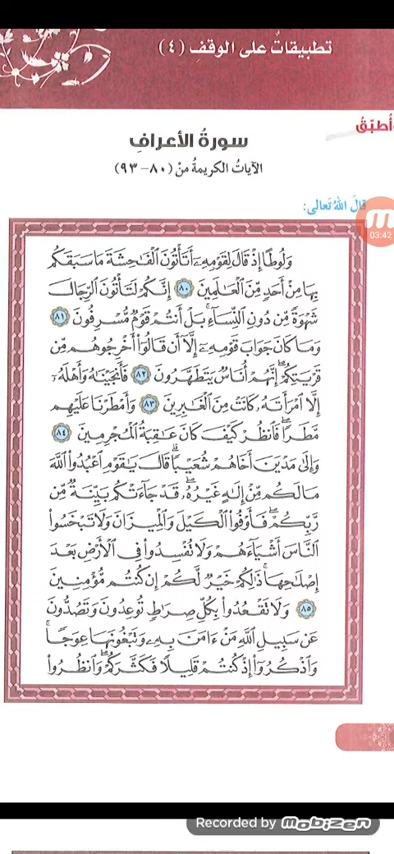 تطبيقاتٌ على الوقفِ (٤)
وأُطبّقُ
سورةُ الأعرافِ
الآياتُ الكريمةُ منْ (٨٠–٩٣)
قالَ اللهُ تعالى:
03:42
وَلُوطًا إِذْ قَالَ لِقَوْمِهِۦٓ أَتَأْتُونَ ٱلْفَٰحِشَةَ مَا سَبَقَكُم
بِهَا مِنْ أَحَدٍ مِّنَ ٱلْعَٰلَمِينَ ٨٠ إِنَّكُمْ لَتَأْتُونَ ٱلرِّجَالَ
شَهْوَةً مِّن دُونِ ٱلنِّسَآءِۚ بَلْ أَنتُمْ قَوْمٌ مُّسْرِفُونَ ٨١
وَمَا كَانَ جَوَابَ قَوْمِهِۦٓ إِلَّآ أَن قَالُوٓا۟ أَخْرِجُوهُم مِّن
قَرْيَتِكُمْۖ إِنَّهُمْ أُنَاسٌ يَتَطَهَّرُونَ ٨٢ فَأَنجَيْنَٰهُ وَأَهْلَهُۥٓ
إِلَّا ٱمْرَأَتَهُۥ كَانَتْ مِنَ ٱلْغَٰبِرِينَ ٨٣ وَأَمْطَرْنَا عَلَيْهِم
مَّطَرًاۖ فَٱنظُرْ كَيْفَ كَانَ عَٰقِبَةُ ٱلْمُجْرِمِينَ ٨٤
وَإِلَىٰ مَدْيَنَ أَخَاهُمْ شُعَيْبًاۗ قَالَ يَٰقَوْمِ ٱعْبُدُوا۟ ٱللَّهَ
مَا لَكُم مِّنْ إِلَٰهٍ غَيْرُهُۥۖ قَدْ جَآءَتْكُم بَيِّنَةٌ مِّن
رَّبِّكُمْۖ فَأَوْفُوا۟ ٱلْكَيْلَ وَٱلْمِيزَانَ وَلَا تَبْخَسُوا۟
ٱلنَّاسَ أَشْيَآءَهُمْ وَلَا تُفْسِدُوا۟ فِى ٱلْأَرْضِ بَعْدَ
إِصْلَٰحِهَاۚ ذَٰلِكُمْ خَيْرٌ لَّكُمْ إِن كُنتُم مُّؤْمِنِينَ
٨٥ وَلَا تَقْعُدُوا۟ بِكُلِّ صِرَٰطٍ تُوعِدُونَ وَتَصُدُّونَ
عَن سَبِيلِ ٱللَّهِ مَنْ ءَامَنَ بِهِۦ وَتَبْغُونَهَا عِوَجًاۚ
وَٱذْكُرُوٓا۟ إِذْ كُنتُمْ قَلِيلًا فَكَثَّرَكُمْۖ وَٱنظُرُوا۟
Recorded by mobizen